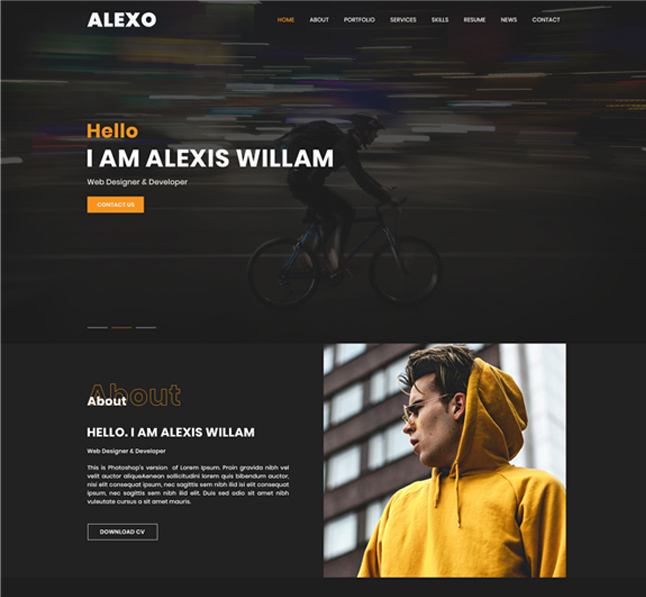 ALEXO
HOME ABOUT PORTFOLIO SERVICES SKILLS RESUME NEWS CONTACT
Hello
I AM ALEXIS WILLAM
Web Designer & Developer
CONTACT US
About
About
HELLO. I AM ALEXIS WILLAM
Web Designer & Developer
This is Photoshop's version of Lorem Ipsum. Proin gravida nibh vel
velit auctor aliqueAenean sollicitudini lorem quis bibendum auctor,
nisi elit consequat ipsum, nec sagittis sem nibh ilsi elit consequat
ipsum, nec sagittis sem nibh ilid elit. Duis sed odio sit amet nibh
vuleutate cursus a sit amet mauris.
DOWNLOAD CV